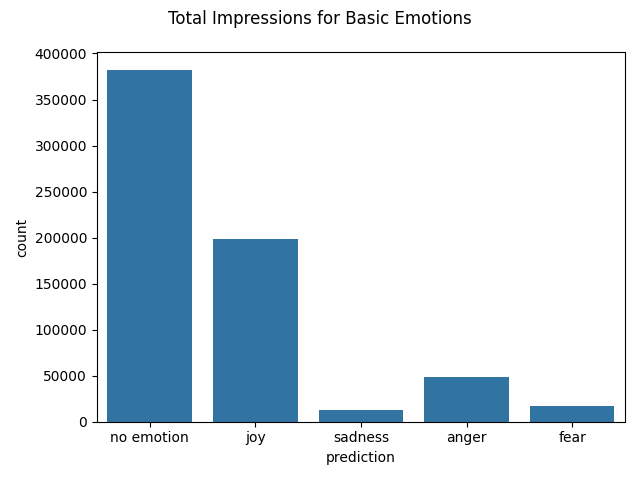 Total Impressions for Basic Emotions
400000
350000
300000
250000
200000
150000
100000
50000
0
count
no emotion joy sadness anger fear
prediction